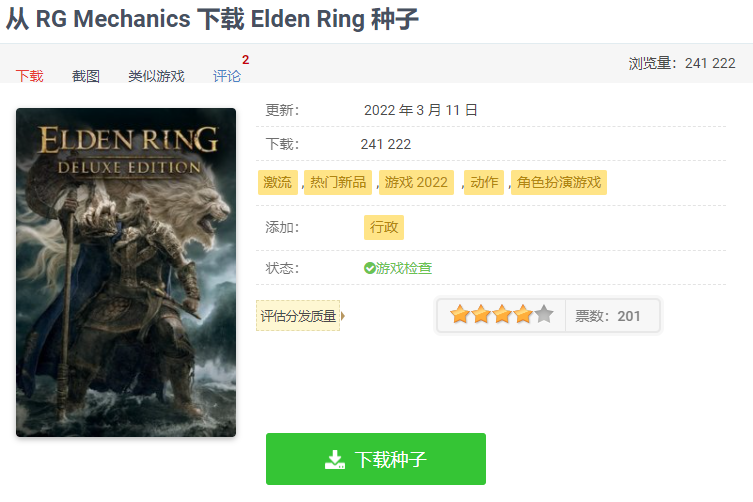 从 RG Mechanics 下载 Elden Ring 种子
下载 截图 类似游戏 评论 2
浏览量：241 222
ELDEN RING
DELUXE EDITION
更新： 2022 年 3 月 11 日
下载： 241 222
激流 , 热门新品 , 游戏 2022 , 动作 , 角色扮演游戏
添加： 行政
状态： 游戏检查
评估分发质量 票数：201
下载种子